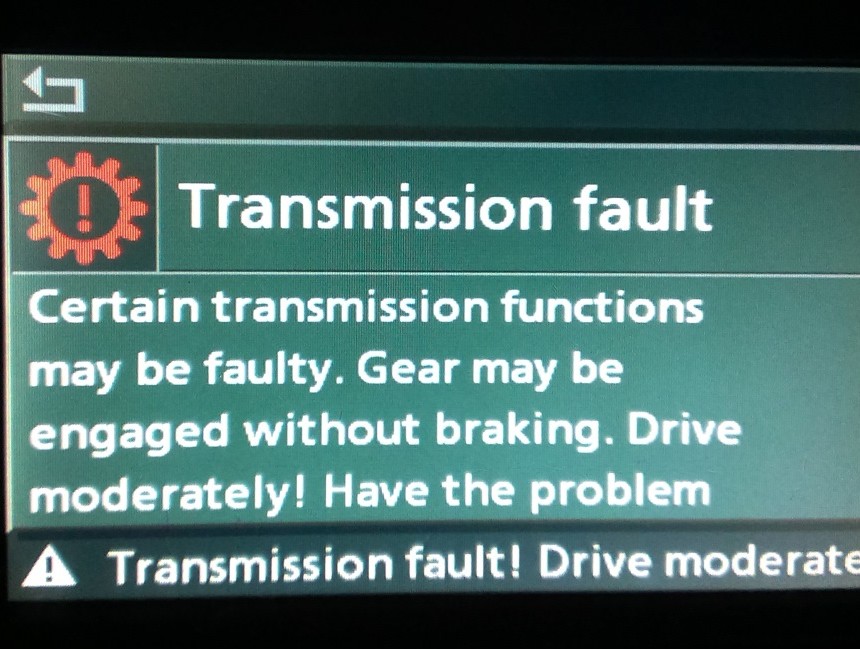 Transmission fault
Certain transmission functions
may be faulty. Gear may be
engaged without braking. Drive
moderately! Have the problem
Transmission fault! Drive moderate